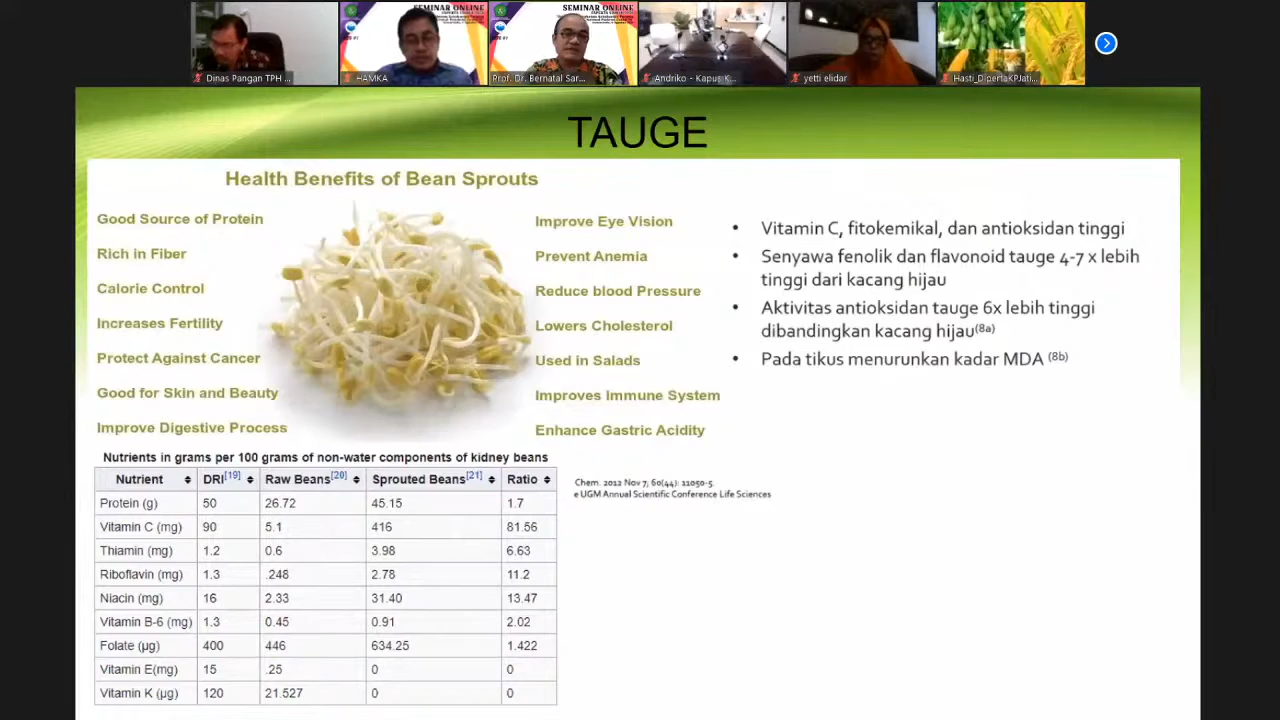 SEMINAR ONLINE
SEMINAR ONLINE
Dinas Pangan TPH ...
HAMKA
Prof. Dr. Bernatal Sar...
Andriko - Kapus K...
yetti elidar
Hasti_DipertaKPJati...
TAUGE
Health Benefits of Bean Sprouts
Good Source of Protein
Rich in Fiber
Calorie Control
Increases Fertility
Protect Against Cancer
Good for Skin and Beauty
Improve Digestive Process
Improve Eye Vision
Prevent Anemia
Reduce blood Pressure
Lowers Cholesterol
Used in Salads
Improves Immune System
Enhance Gastric Acidity
• Vitamin C, fitokemikal, dan antioksidan tinggi
• Senyawa fenolik dan flavonoid tauge 4-7 x lebih
tinggi dari kacang hijau
• Aktivitas antioksidan tauge 6x lebih tinggi
dibandingkan kacang hijau(8a)
• Pada tikus menurunkan kadar MDA (8b)
Nutrients in grams per 100 grams of non-water components of kidney beans
Nutrient DRI[19] Raw Beans[20] Sprouted Beans[21] Ratio
Protein (g) 50 26.72 45.15 1.7
Vitamin C (mg) 90 5.1 416 81.56
Thiamin (mg) 1.2 0.6 3.98 6.63
Riboflavin (mg) 1.3 .248 2.78 11.2
Niacin (mg) 16 2.33 31.40 13.47
Vitamin B-6 (mg) 1.3 0.45 0.91 2.02
Folate (µg) 400 446 634.25 1.422
Vitamin E(mg) 15 .25 0 0
Vitamin K (µg) 120 21.527 0 0
Chem. 2012 Nov 7; 60(44): 11050-5.
e UGM Annual Scientific Conference Life Sciences